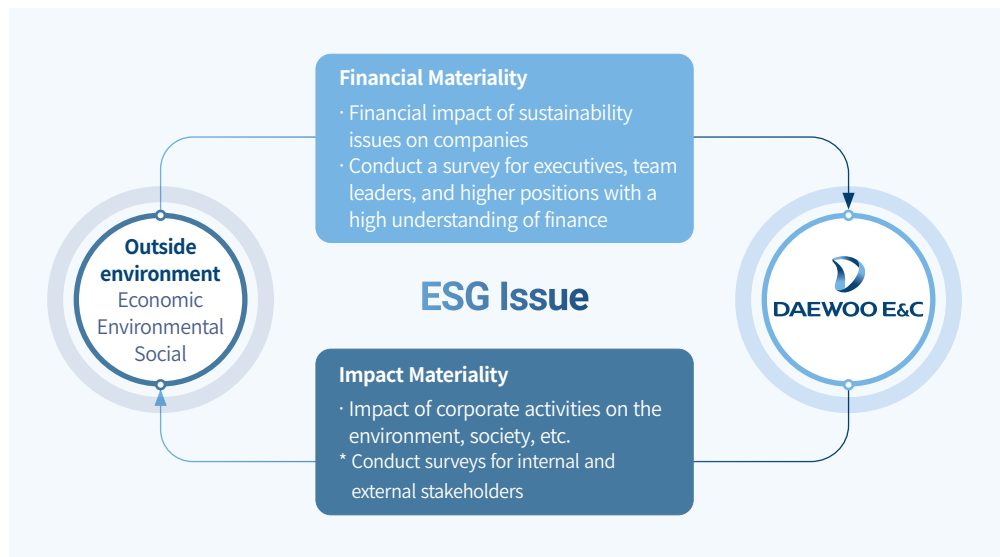 Financial Materiality
· Financial impact of sustainability
issues on companies
· Conduct a survey for executives, team
leaders, and higher positions with a
high understanding of finance
Outside
environment
Economic
Environmental
Social
ESG Issue
DAEWOO E&C
Impact Materiality
· Impact of corporate activities on the
environment, society, etc.
* Conduct surveys for internal and
external stakeholders